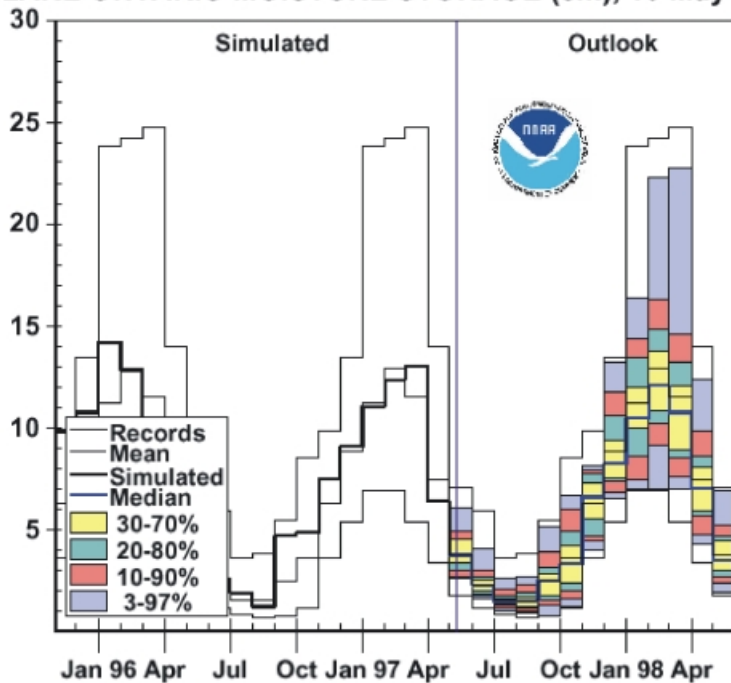 30
Simulated
Outlook
25
NOAA
20
15
10
5
Records
Mean
Simulated
Median
30-70%
20-80%
10-90%
3-97%
Jan 96 Apr Jul Oct Jan 97 Apr Jul Oct Jan 98 Apr